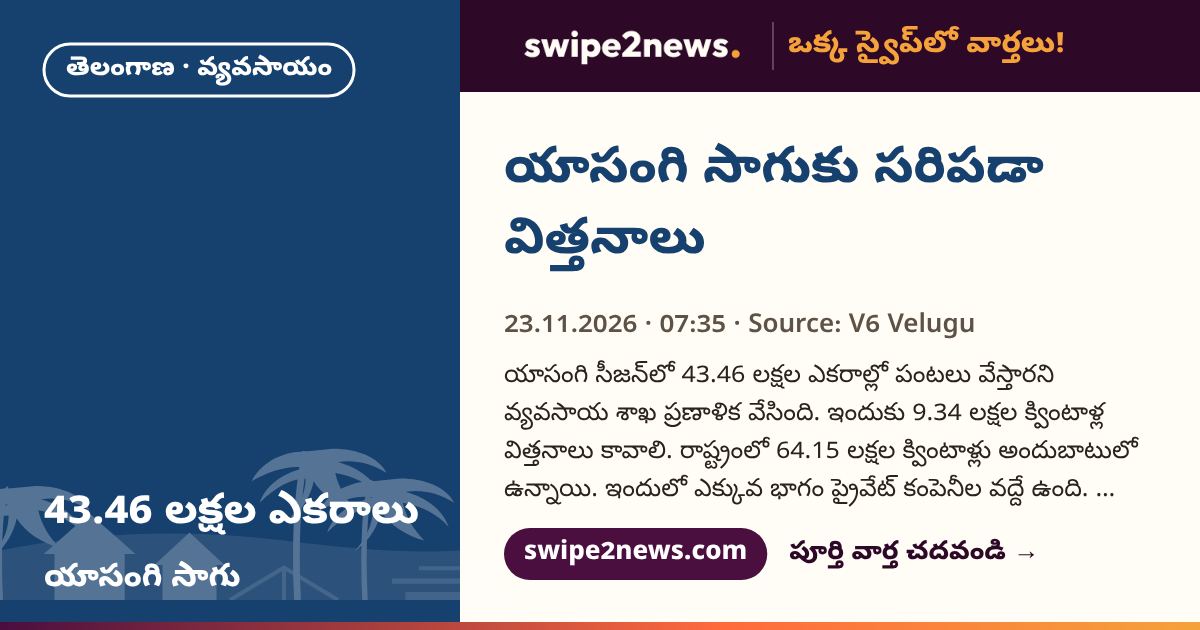 తెలంగాణ · వ్యవసాయం
43.46 లక్షల ఎకరాలు
యాసంగి సాగు
swipe2news.
ఒక్క స్వైప్‌లో వార్తలు!
యాసంగి సాగుకు సరిపడా
విత్తనాలు
23.11.2026 · 07:35 · Source: V6 Velugu
యాసంగి సీజన్‌లో 43.46 లక్షల ఎకరాల్లో పంటలు వేస్తారని
వ్యవసాయ శాఖ ప్రణాళిక వేసింది. ఇందుకు 9.34 లక్షల క్వింటాళ్ల
విత్తనాలు కావాలి. రాష్ట్రంలో 64.15 లక్షల క్వింటాళ్లు అందుబాటులో
ఉన్నాయి. ఇందులో ఎక్కువ భాగం ప్రైవేట్ కంపెనీల వద్దే ఉంది. ...
swipe2news.com
పూర్తి వార్త చదవండి →